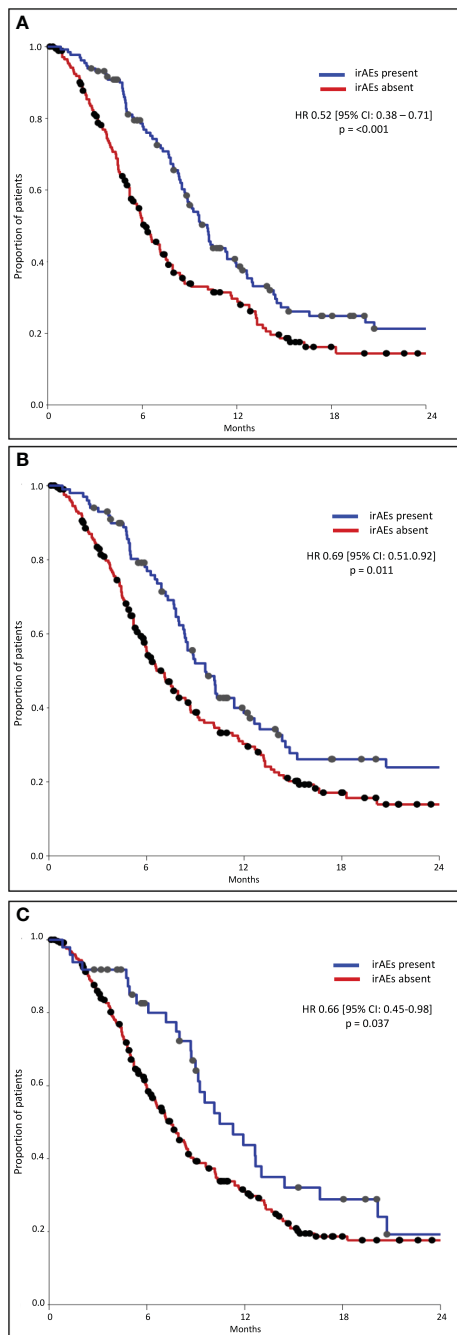 A
1.0
0.8
0.6
0.4
0.2
0.0
Proportion of patients
irAEs present
irAEs absent
HR 0.52 [95% CI: 0.38 – 0.71]
p = <0.001
0 6 12 18 24
Months
B
1.0
0.8
0.6
0.4
0.2
0.0
Proportion of patients
irAEs present
irAEs absent
HR 0.69 [95% CI: 0.51.0.92]
p = 0.011
0 6 12 18 24
Months
C
1.0
0.8
0.6
0.4
0.2
0.0
Proportion of patients
irAEs present
irAEs absent
HR 0.66 [95% CI: 0.45-0.98]
p = 0.037
0 6 12 18 24
Months